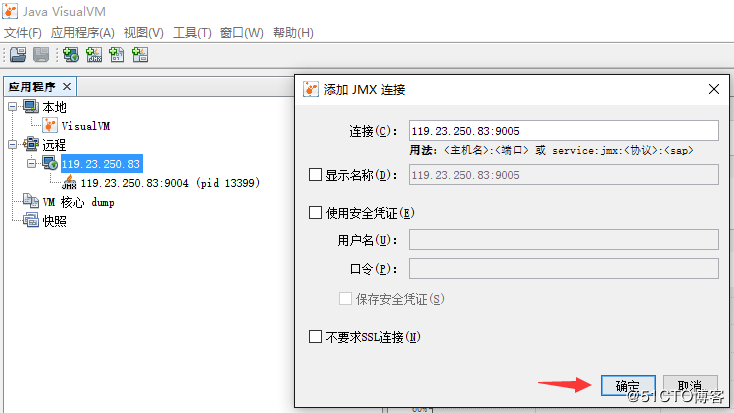 Java VisualVM
文件(F) 应用程序(A) 视图(V) 工具(T) 窗口(W) 帮助(H)
应用程序
本地
VisualVM
远程
119.23.250.83
119.23.250.83:9004 (pid 13399)
VM 核心 dump
快照
添加 JMX 连接
连接(C): 119.23.250.83:9005
用法: <主机名>:<端口> 或 service:jmx:<协议>:<sap>
显示名称(D): 119.23.250.83:9005
使用安全凭证(E)
用户名(U):
口令(P):
保存安全凭证(S)
不要求SSL连接(N)
确定 取消
@51CTO博客